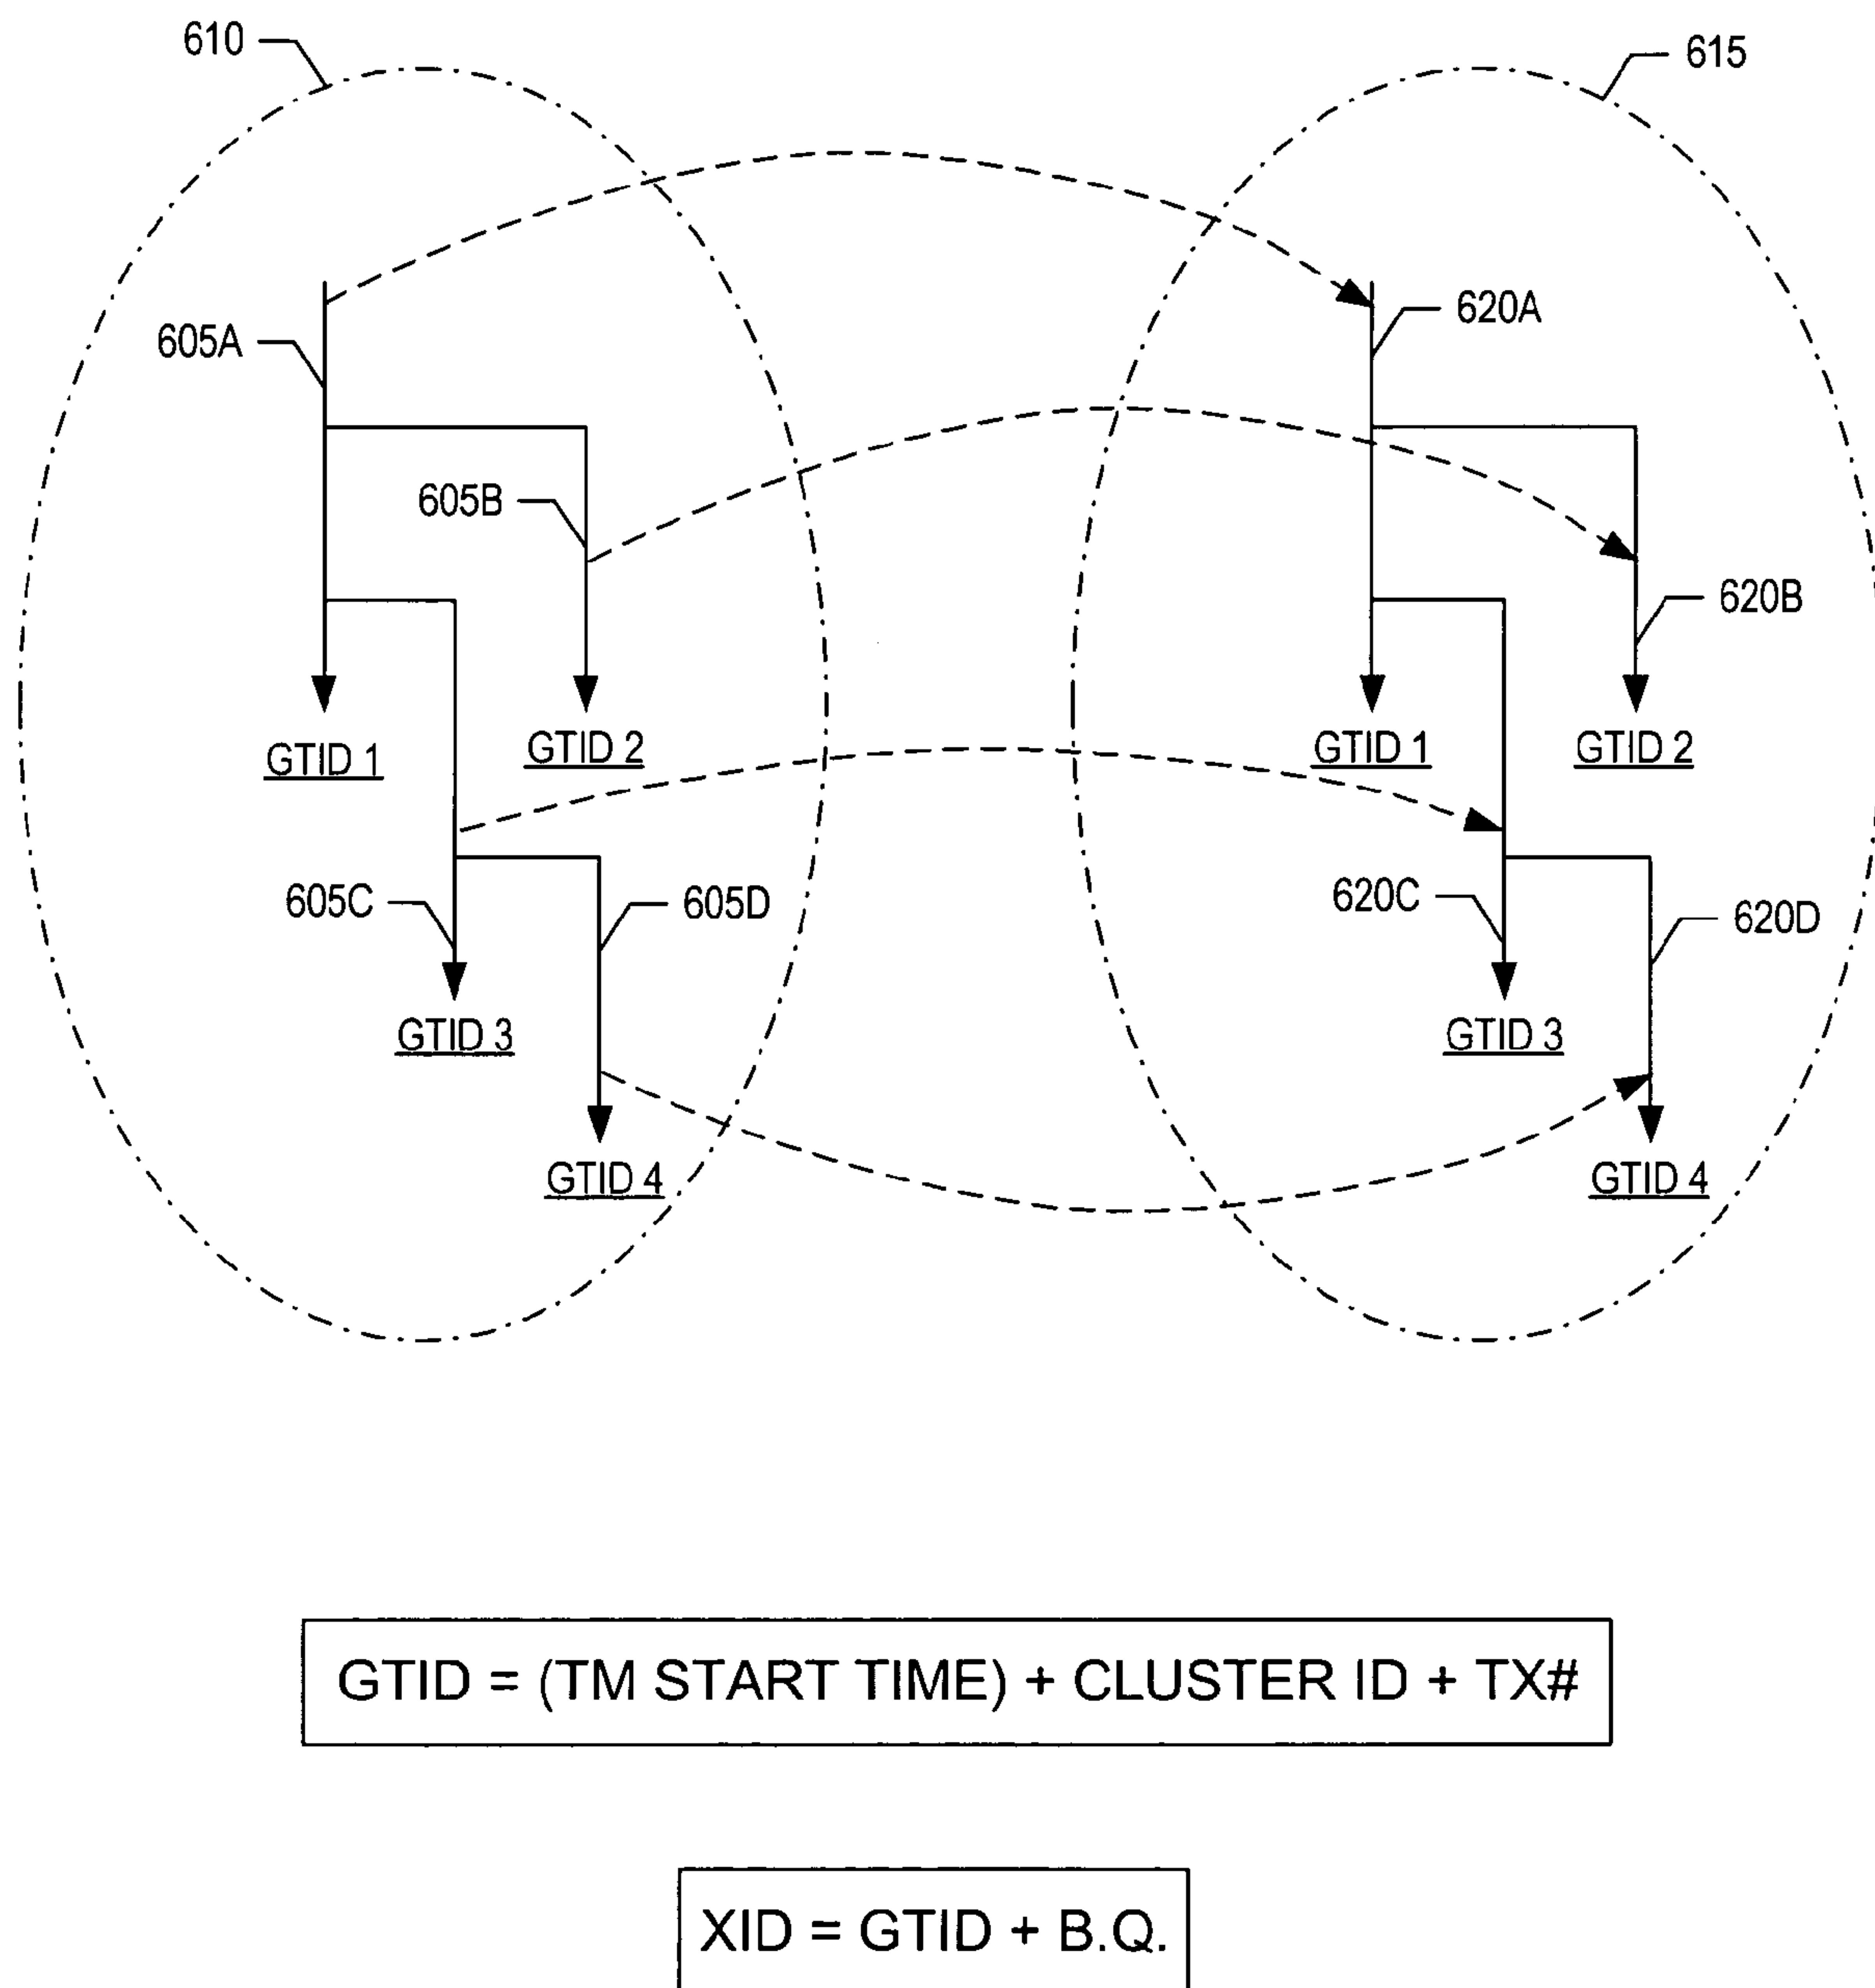 610
615
605A
620A
605B
620B
GTID 1
GTID 2
GTID 1
GTID 2
605C
605D
620C
620D
GTID 3
GTID 3
GTID 4
GTID 4
GTID = (TM START TIME) + CLUSTER ID + TX#
XID = GTID + B.Q.